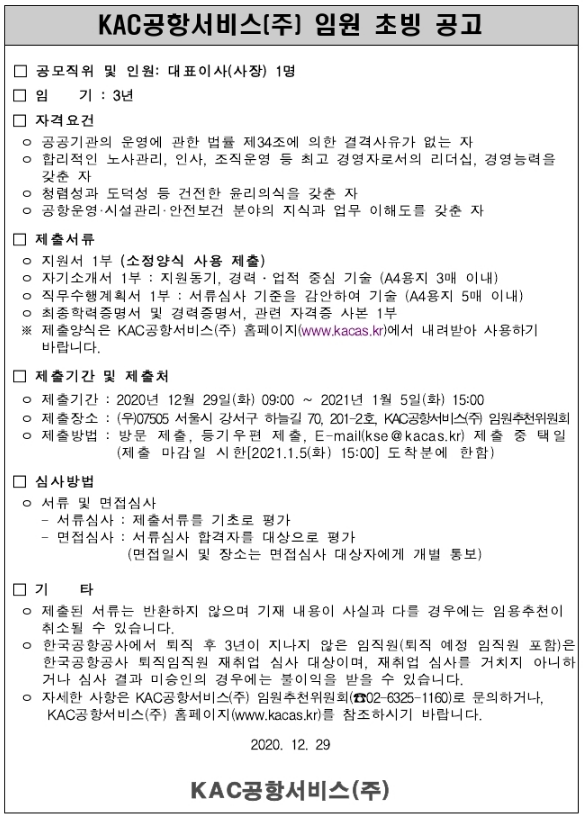 KAC공항서비스(주) 임원 초빙 공고
□ 공모직위 및 인원: 대표이사(사장) 1명
□ 임 기 : 3년
□ 자격요건
ㅇ 공공기관의 운영에 관한 법률 제34조에 의한 결격사유가 없는 자
ㅇ 합리적인 노사관리, 인사, 조직운영 등 최고 경영자로서의 리더십, 경영능력을
갖춘 자
ㅇ 청렴성과 도덕성 등 건전한 윤리의식을 갖춘 자
ㅇ 공항운영·시설관리·안전보건 분야의 지식과 업무 이해도를 갖춘 자
□ 제출서류
ㅇ 지원서 1부 (소정양식 사용 제출)
ㅇ 자기소개서 1부 : 지원동기, 경력·업적 중심 기술 (A4용지 3매 이내)
ㅇ 직무수행계획서 1부 : 서류심사 기준을 감안하여 기술 (A4용지 5매 이내)
ㅇ 최종학력증명서 및 경력증명서, 관련 자격증 사본 1부
※ 제출양식은 KAC공항서비스(주) 홈페이지(www.kacas.kr)에서 내려받아 사용하기
바랍니다.
□ 제출기간 및 제출처
ㅇ 제출기간 : 2020년 12월 29일(화) 09:00 ~ 2021년 1월 5일(화) 15:00
ㅇ 제출장소 : (우)07505 서울시 강서구 하늘길 70, 201-2호, KAC공항서비스(주) 임원추천위원회
ㅇ 제출방법 : 방문 제출, 등기우편 제출, E-mail(kse@kacas.kr) 제출 중 택일
(제출 마감일 시한[2021.1.5(화) 15:00] 도착분에 한함)
□ 심사방법
ㅇ 서류 및 면접심사
- 서류심사 : 제출서류를 기초로 평가
- 면접심사 : 서류심사 합격자를 대상으로 평가
(면접일시 및 장소는 면접심사 대상자에게 개별 통보)
□ 기 타
ㅇ 제출된 서류는 반환하지 않으며 기재 내용이 사실과 다를 경우에는 임용추천이
취소될 수 있습니다.
ㅇ 한국공항공사에서 퇴직 후 3년이 지나지 않은 임직원(퇴직 예정 임직원 포함)은
한국공항공사 퇴직임직원 재취업 심사 대상이며, 재취업 심사를 거치지 아니하
거나 심사 결과 미승인의 경우에는 불이익을 받을 수 있습니다.
ㅇ 자세한 사항은 KAC공항서비스(주) 임원추천위원회(☎02-6325-1160)로 문의하거나,
KAC공항서비스(주) 홈페이지(www.kacas.kr)를 참조하시기 바랍니다.
2020. 12. 29
KAC공항서비스(주)